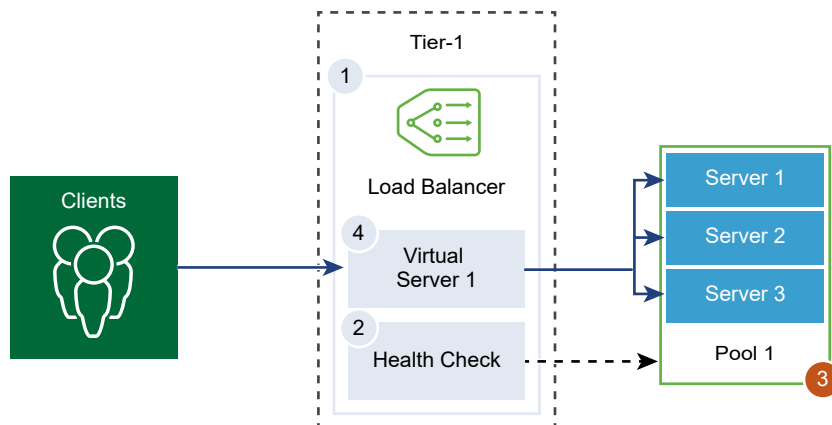 Tier-1
1
Load Balancer
Clients
4
Virtual
Server 1
2
Health Check
Server 1
Server 2
Server 3
Pool 1
3